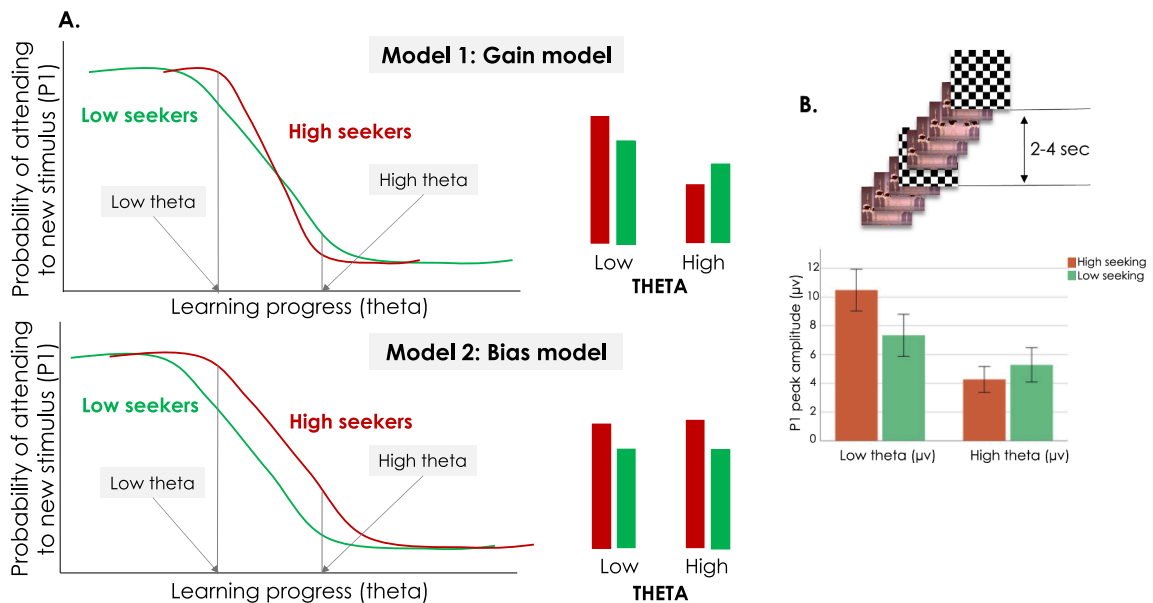 A.
Model 1: Gain model
Probability of attending
to new stimulus (P1)
Low seekers
High seekers
Low theta
High theta
Learning progress (theta)
Low
High
THETA
Model 2: Bias model
Probability of attending
to new stimulus (P1)
Low seekers
High seekers
Low theta
High theta
Learning progress (theta)
Low
High
THETA
B.
2-4 sec
High seeking
Low seeking
P1 peak amplitude (μv)
12
10
8
6
4
2
0
Low theta (μv)
High theta (μv)